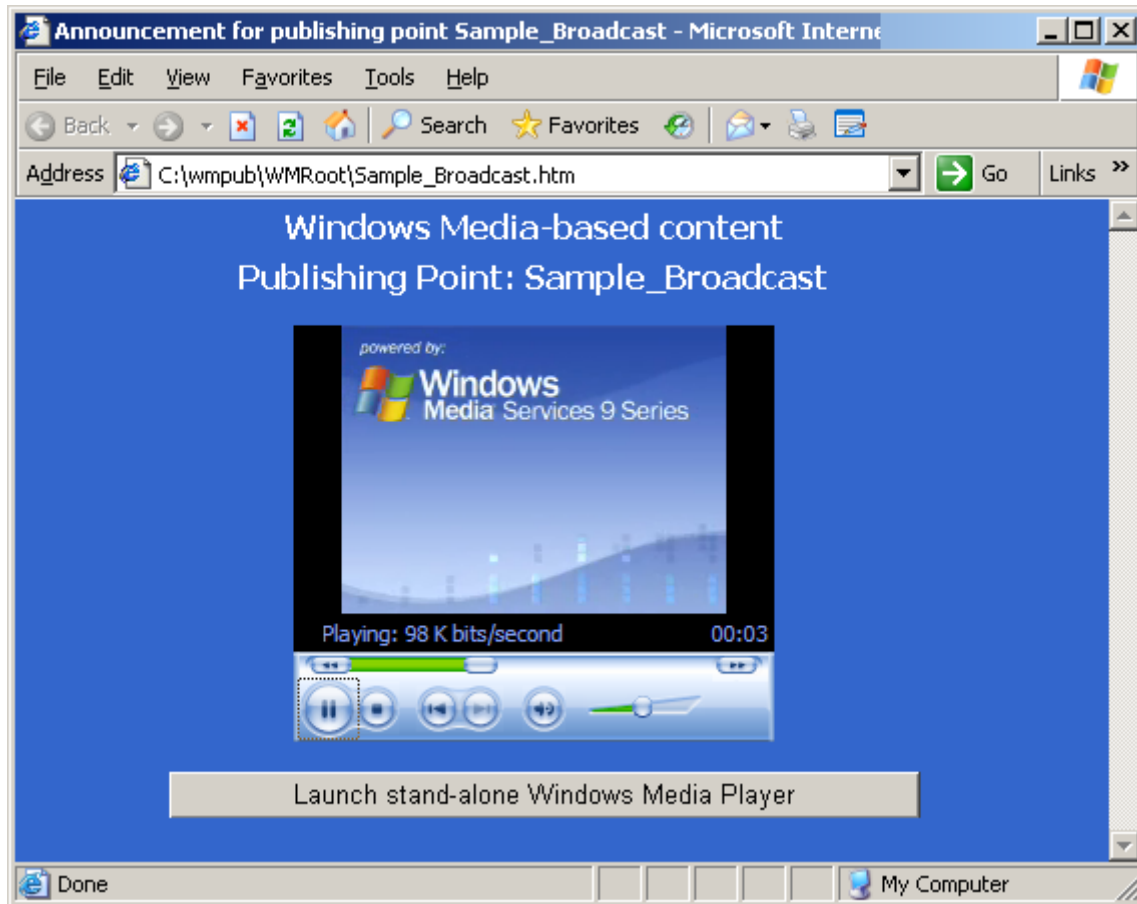 Announcement for publishing point Sample_Broadcast - Microsoft Interne
File Edit View Favorites Tools Help
Back Search Favorites
Address C:\wmpub\WMRoot\Sample_Broadcast.htm Go Links »
Windows Media-based content
Publishing Point: Sample_Broadcast
powered by:
Windows
Media Services 9 Series
Playing: 98 K bits/second 00:03
Launch stand-alone Windows Media Player
Done My Computer